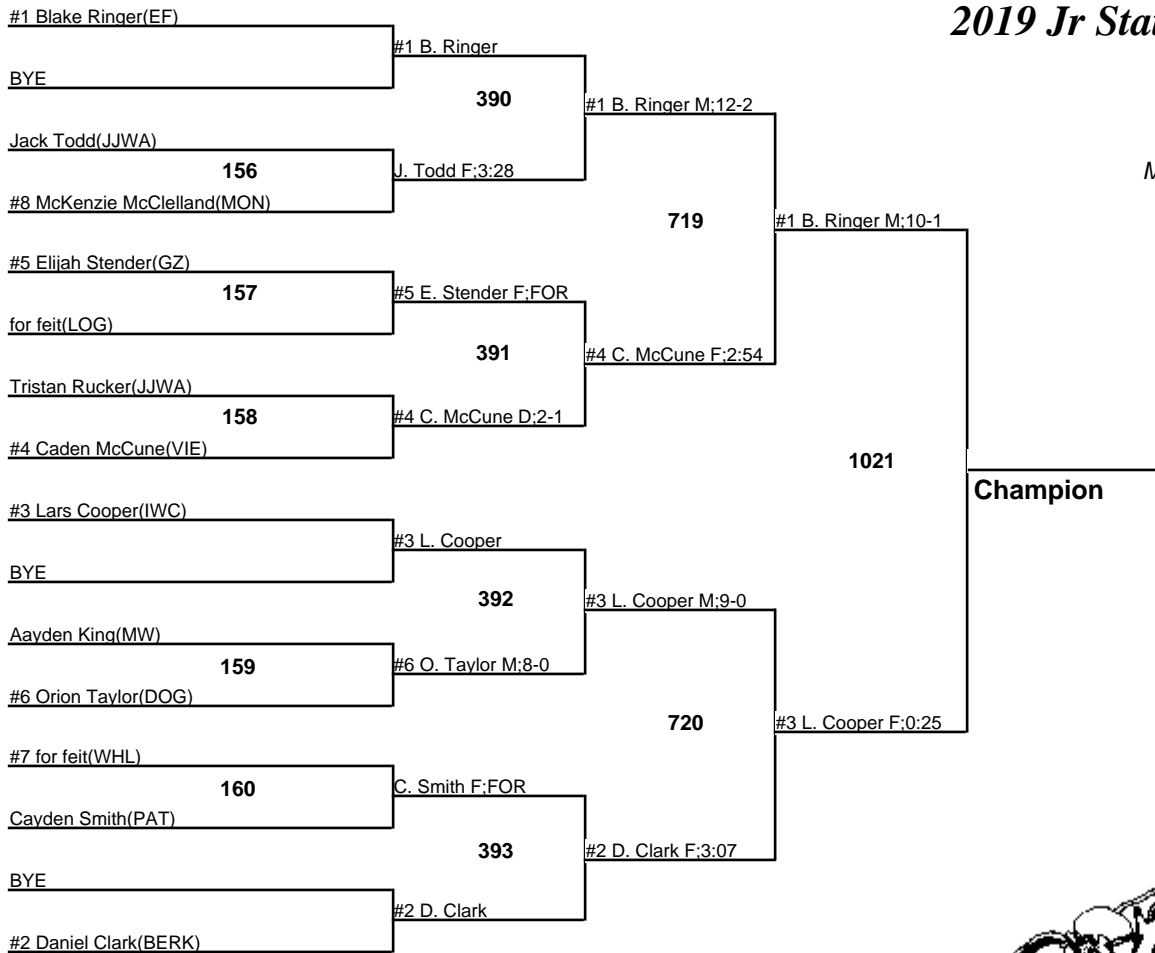 #1 Blake Ringer(EF)
2019 Jr
#1 B. Ringer
BYE
390
#1 B. Ringer M;12-2
Jack Todd(JJWA)
156
J. Todd F;3:28
M
#8 McKenzie McClelland(MON)
719
#1 B. Ringer M;10-1
#5 Elijah Stender(GZ)
157
#5 E. Stender F;FOR
for feit(LOG)
391
#4 C. McCune F;2:54
Tristan Rucker(JJWA)
158
#4 C. McCune D;2-1
#4 Caden McCune(VIE)
1021
Champion
#3 Lars Cooper(IWC)
#3 L. Cooper
BYE
392
#3 L. Cooper M;9-0
Aayden King(MW)
159
#6 O. Taylor M;8-0
#6 Orion Taylor(DOG)
720
#3 L. Cooper F;0:25
#7 for feit(WHL)
160
C. Smith F;FOR
Cayden Smith(PAT)
393
#2 D. Clark F;3:07
BYE
#2 D. Clark
#2 Daniel Clark(BERK)